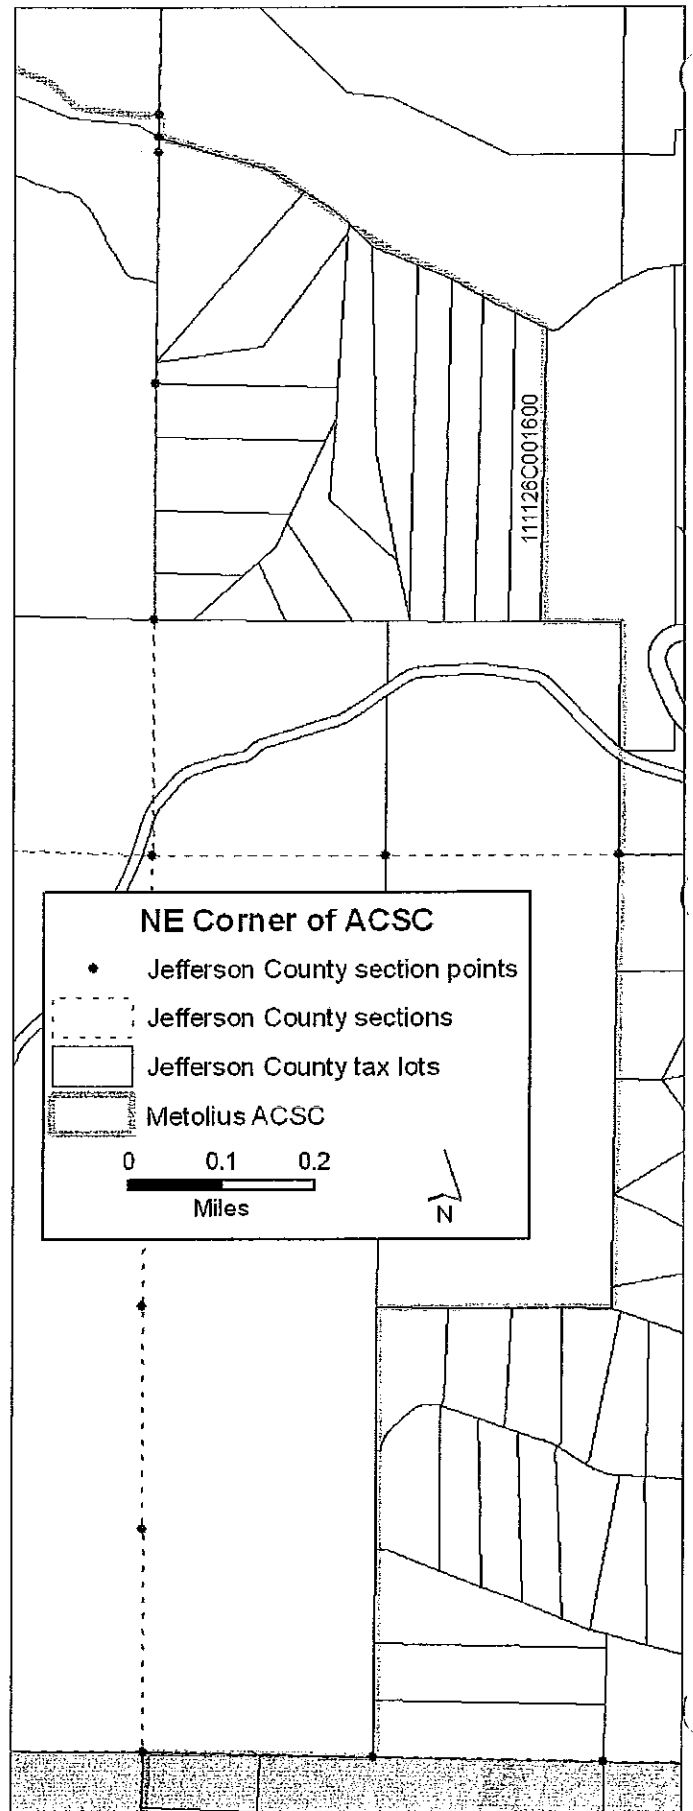 111126C001600
NE Corner of ACSC
Jefferson County section points
Jefferson County sections
Jefferson County tax lots
Metolius ACSC
0 0.1 0.2
Miles
N